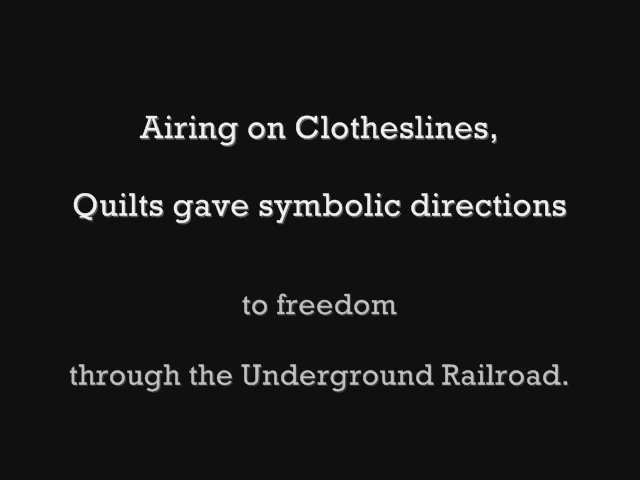 Airing on Clotheslines,
Quilts gave symbolic directions
to freedom
through the Underground Railroad.